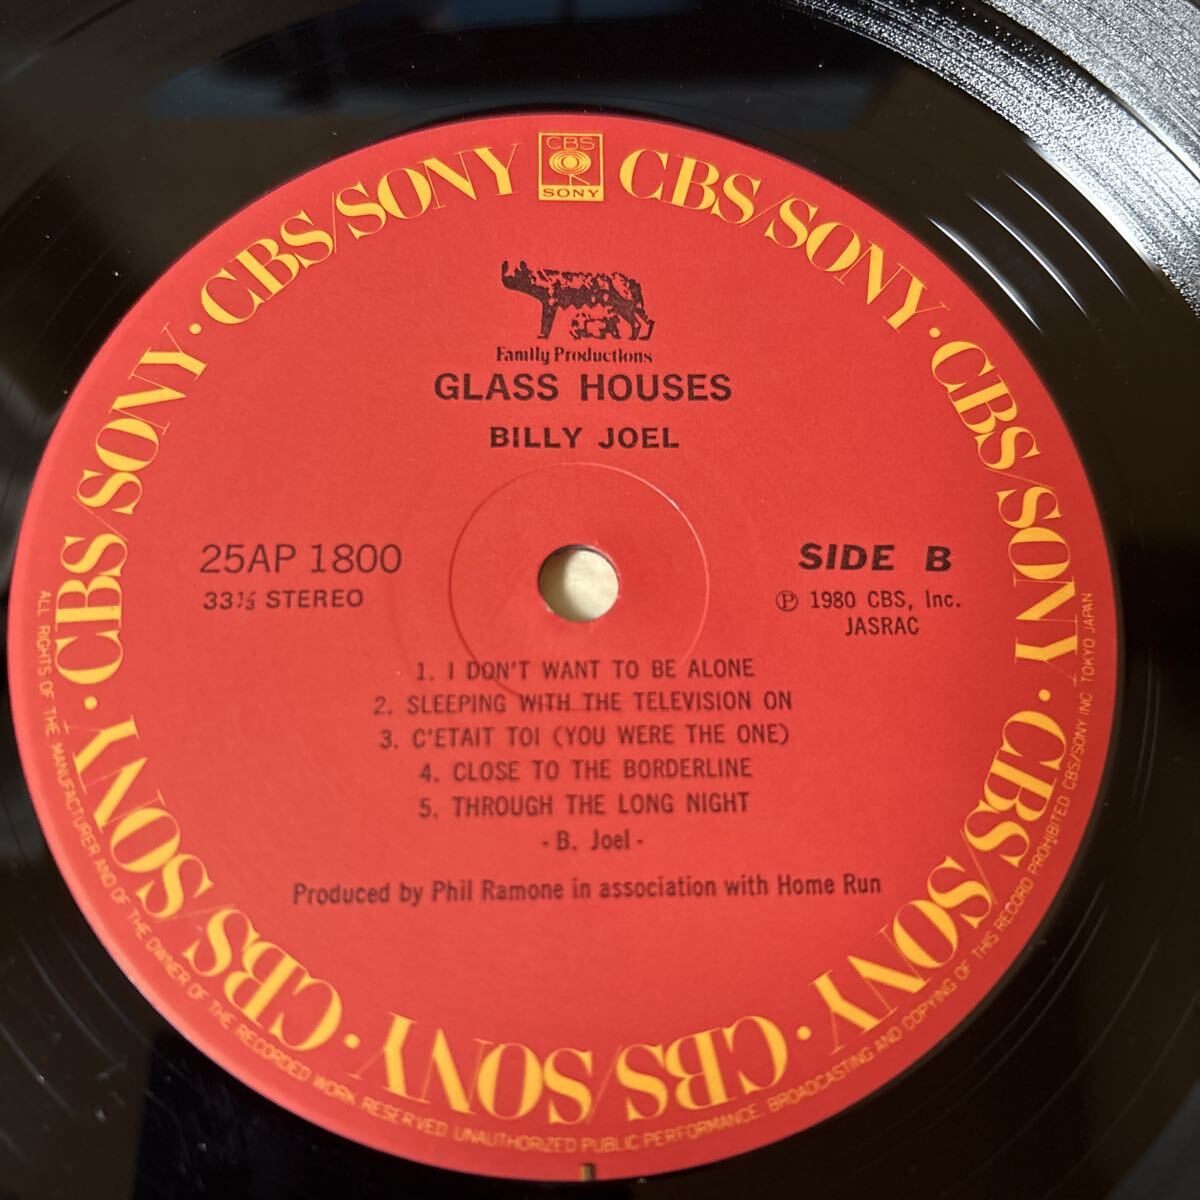 CBS/SONY · CBS/SONY · CBS/SONY · CBS/SONY · CBS/SONY · CBS/SONY · CBS/SONY · CBS/SONY
CBS
SONY
Family Productions
GLASS HOUSES
BILLY JOEL
25AP 1800
33⅓ STEREO
SIDE B
Ⓟ 1980 CBS, Inc.
JASRAC
1. I DON'T WANT TO BE ALONE
2. SLEEPING WITH THE TELEVISION ON
3. C'ETAIT TOI (YOU WERE THE ONE)
4. CLOSE TO THE BORDERLINE
5. THROUGH THE LONG NIGHT
- B. Joel -
Produced by Phil Ramone in association with Home Run
ALL RIGHTS OF THE MANUFACTURER AND OF THE OWNER OF THE RECORDED WORK RESERVED UNAUTHORIZED PUBLIC PERFORMANCE, BROADCASTING AND COPYING OF THIS RECORD PROHIBITED CBS/SONY INC TOKYO JAPAN